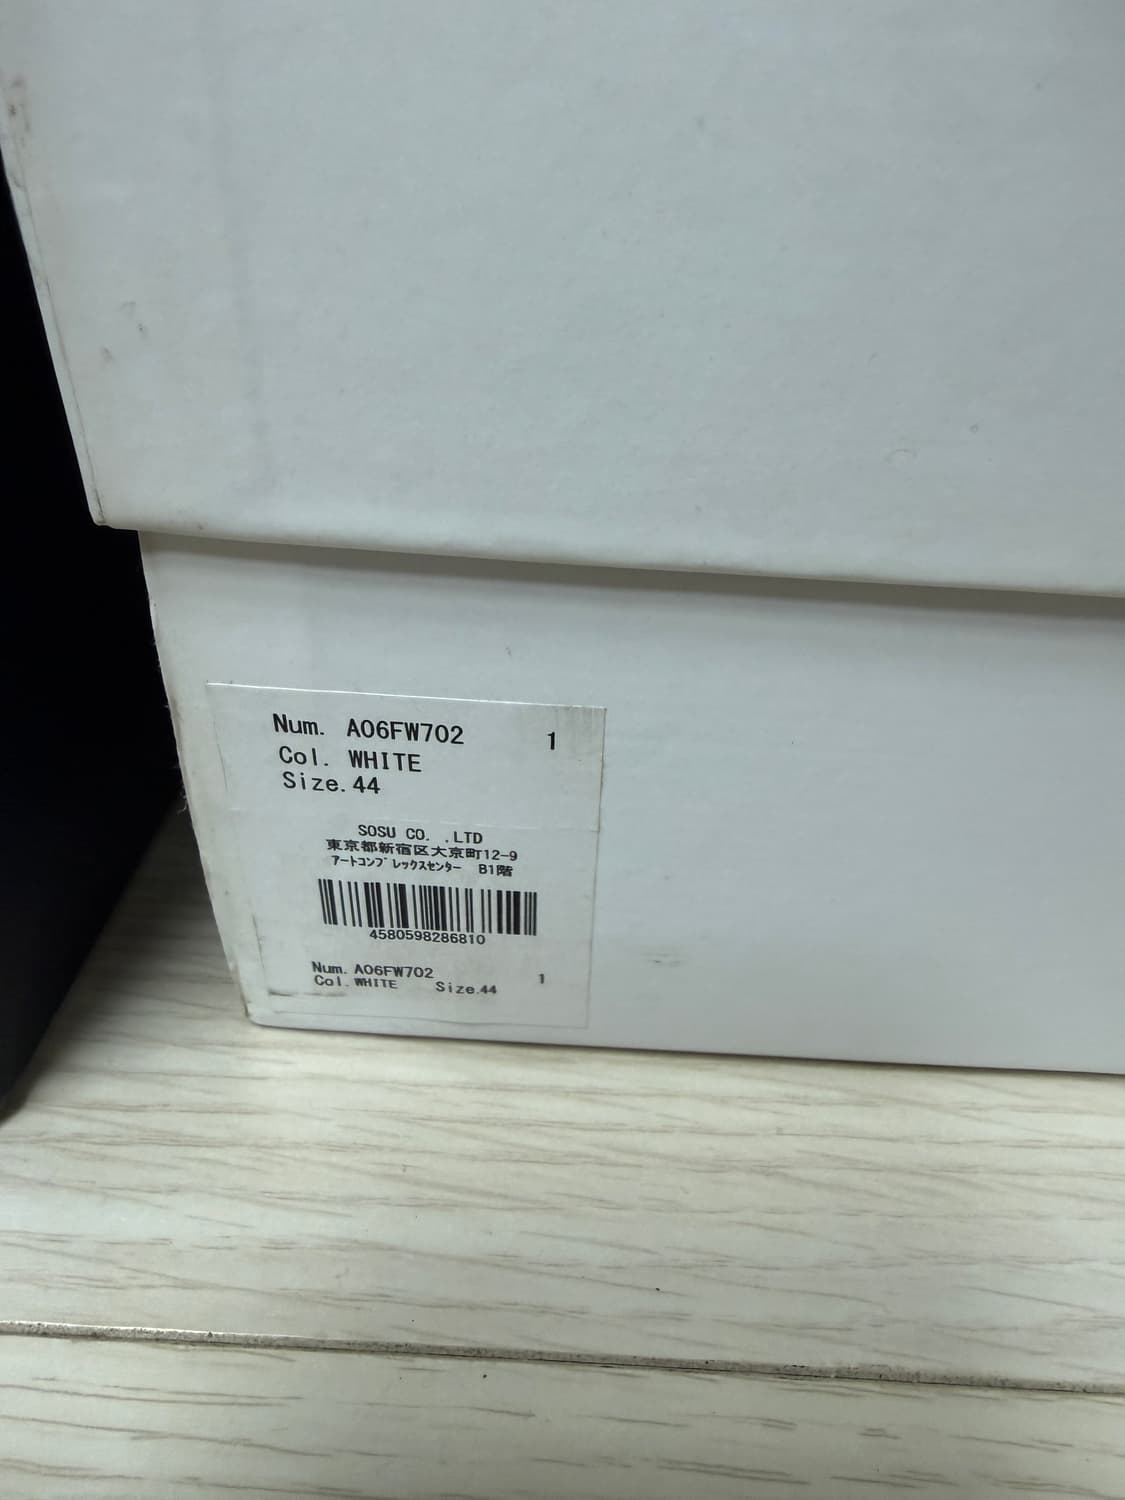 Num. A06FW702 1
Col. WHITE
Size.44
SOSU CO. .LTD
東京都新宿区大京町12-9
ｱｰﾄｺﾝﾌﾟﾚｯｸｽｾﾝﾀｰ B1階
4580598286810
Num. A06FW702 1
Col. WHITE Size.44